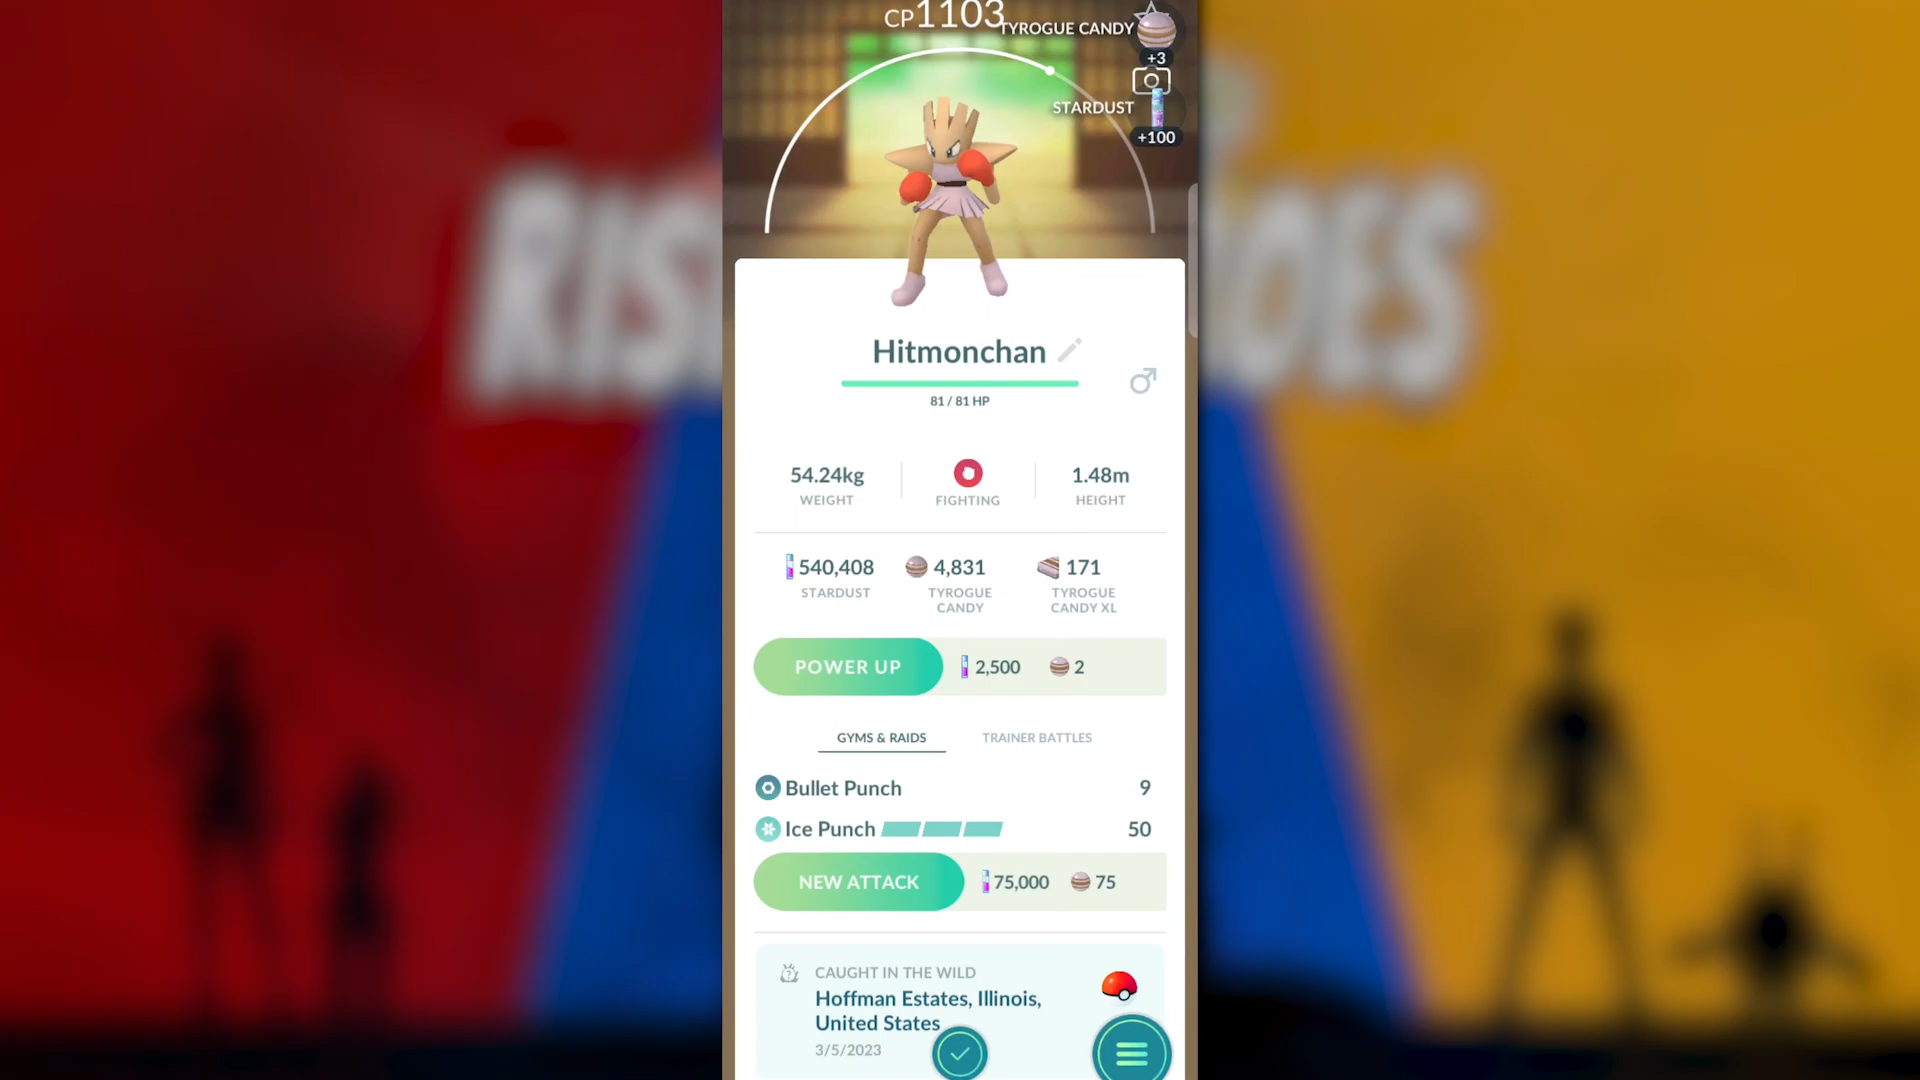 CP1103
TYROGUE CANDY
+3
STARDUST
+100
Hitmonchan
81 / 81 HP
54.24kg
WEIGHT
FIGHTING
1.48m
HEIGHT
540,408
STARDUST
4,831
TYROGUE
CANDY
171
TYROGUE
CANDY XL
POWER UP 2,500 2
GYMS & RAIDS TRAINER BATTLES
Bullet Punch 9
Ice Punch 50
NEW ATTACK 75,000 75
CAUGHT IN THE WILD
Hoffman Estates, Illinois,
United States
3/5/2023